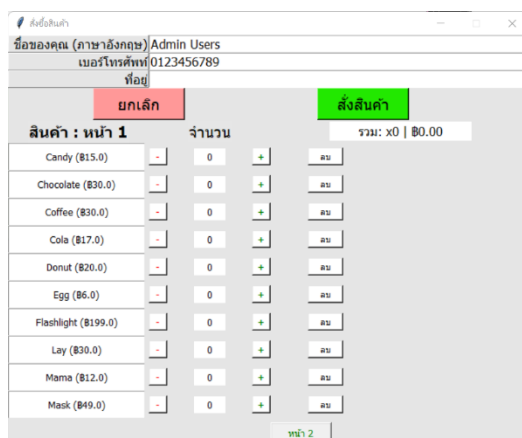 สั่งซื้อสินค้า
ชื่อของคุณ (ภาษาอังกฤษ) Admin Users
เบอร์โทรศัพท์ 0123456789
ที่อยู่
ยกเลิก สั่งสินค้า
สินค้า : หน้า 1 จำนวน รวม: x0 | ฿0.00
Candy (฿15.0) - 0 + ลบ
Chocolate (฿30.0) - 0 + ลบ
Coffee (฿30.0) - 0 + ลบ
Cola (฿17.0) - 0 + ลบ
Donut (฿20.0) - 0 + ลบ
Egg (฿6.0) - 0 + ลบ
Flashlight (฿199.0) - 0 + ลบ
Lay (฿30.0) - 0 + ลบ
Mama (฿12.0) - 0 + ลบ
Mask (฿49.0) - 0 + ลบ
หน้า 2